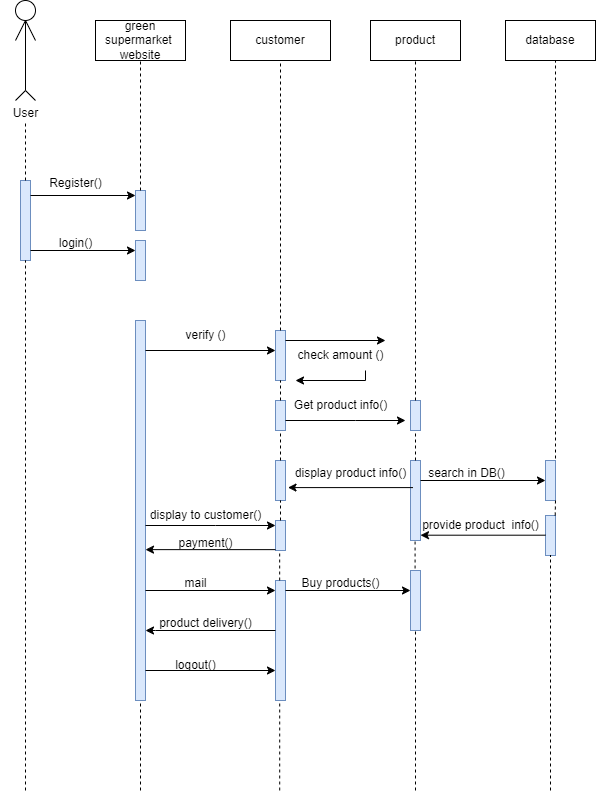 green
supermarket
website
customer
product
database
User
Register()
login()
verify ()
check amount ()
Get product info()
display product info()
search in DB()
display to customer()
provide product info()
payment()
mail
Buy products()
product delivery()
logout()